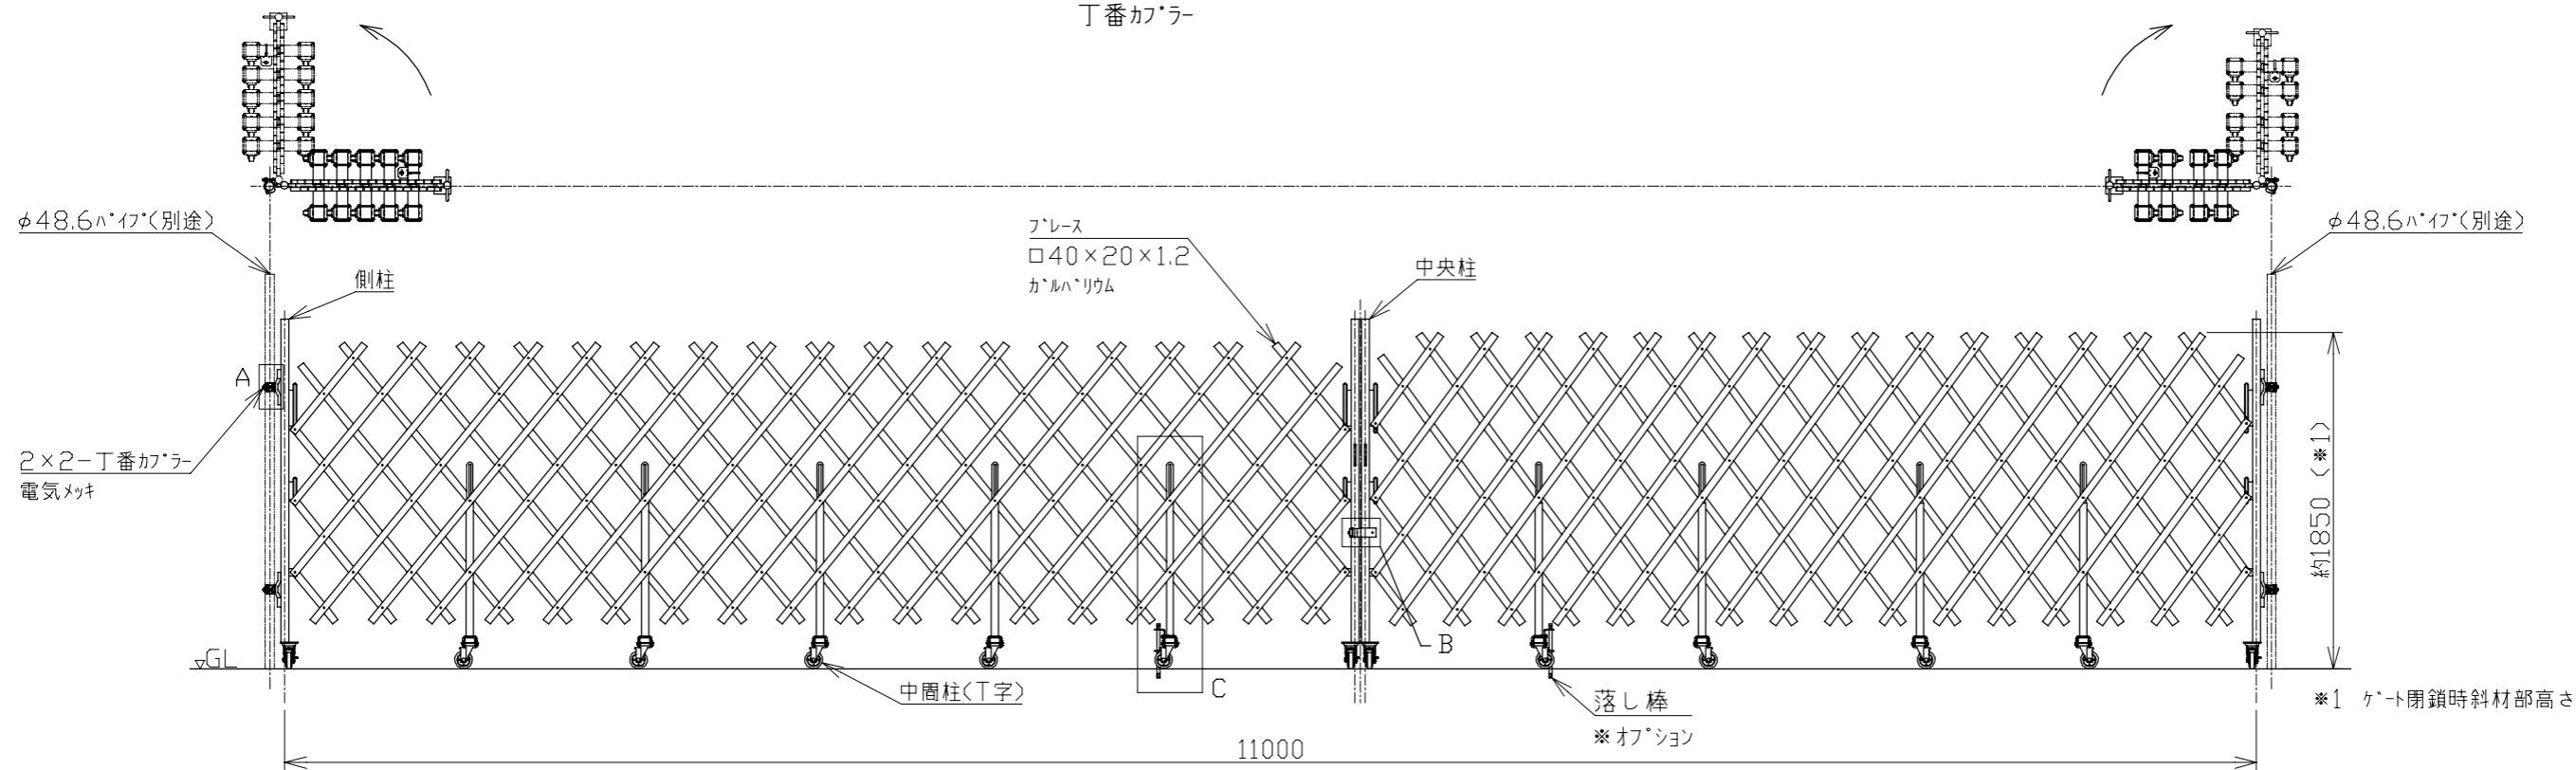 丁番ｶﾌﾟﾗｰ
φ48.6ﾊﾟｲﾌﾟ(別途)
側柱
ﾌﾞﾚｰｽ
□40×20×1.2
ｶﾞﾙﾊﾞﾘｳﾑ
中央柱
φ48.6ﾊﾟｲﾌﾟ(別途)
A
2×2-丁番ｶﾌﾟﾗｰ
電気ﾒｯｷ
約1850 (※1)
B
▽GL
中間柱(T字)
C
落し棒
※ｵﾌﾟｼｮﾝ
※1 ｹﾞｰﾄ閉鎖時斜材部高さ
11000